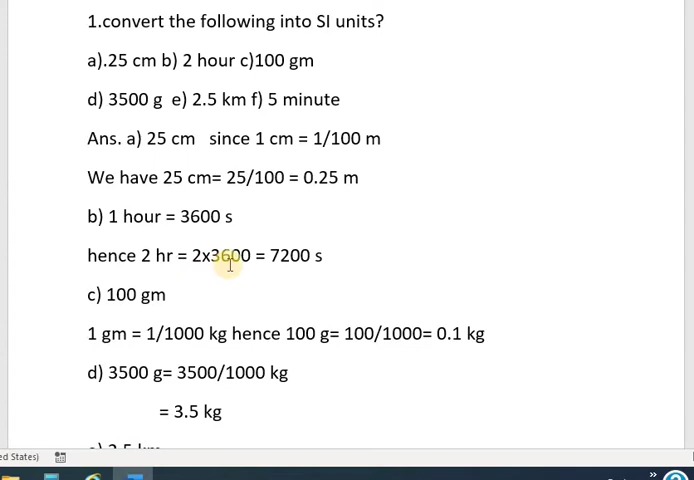 1.convert the following into SI units?
a).25 cm b) 2 hour c)100 gm
d) 3500 g e) 2.5 km f) 5 minute
Ans. a) 25 cm since 1 cm = 1/100 m
We have 25 cm= 25/100 = 0.25 m
b) 1 hour = 3600 s
hence 2 hr = 2x3600 = 7200 s
c) 100 gm
1 gm = 1/1000 kg hence 100 g= 100/1000= 0.1 kg
d) 3500 g= 3500/1000 kg
= 3.5 kg
ed States)